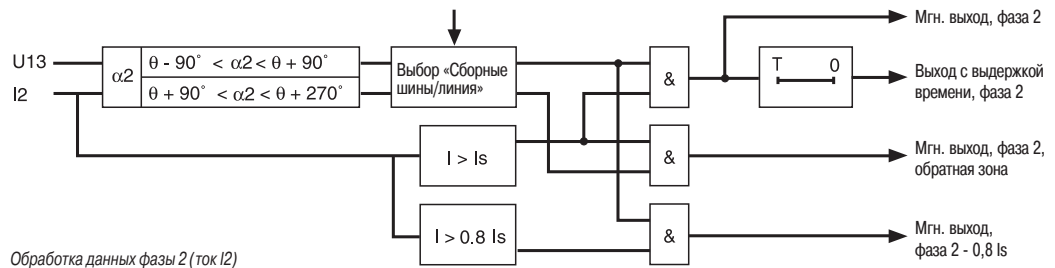 Мгн. выход, фаза 2
U13
I2
α2
θ - 90˚ < α2 < θ + 90˚
θ + 90˚ < α2 < θ + 270˚
Выбор «Сборные
шины/линия»
&
T 0
Выход с выдержкой
времени, фаза 2
I > Is
&
Мгн. выход, фаза 2,
обратная зона
I > 0.8 Is
&
Мгн. выход,
фаза 2 - 0,8 Is
Обработка данных фазы 2 (ток I2)